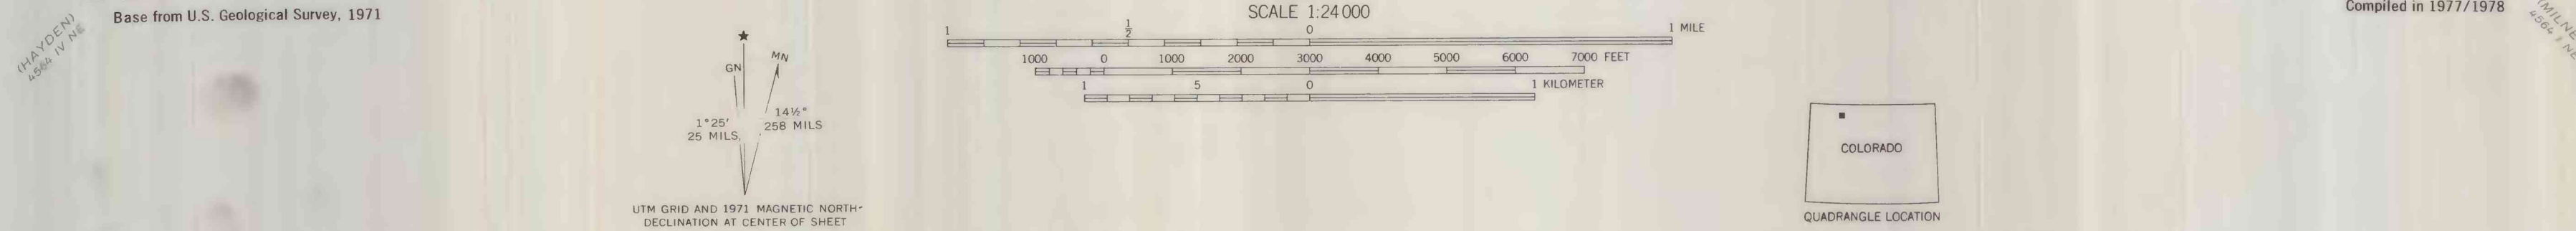 (HAYDEN)
4564 IV NE
Base from U.S. Geological Survey, 1971
★
GN
MN
1°25′
25 MILS
14½°
258 MILS
UTM GRID AND 1971 MAGNETIC NORTH-
DECLINATION AT CENTER OF SHEET
SCALE 1:24 000
1 ½ 0 1 MILE
1000 0 1000 2000 3000 4000 5000 6000 7000 FEET
1 5 0 1 KILOMETER
COLORADO
QUADRANGLE LOCATION
Compiled in 1977/1978
(MILNE
4564 I NE